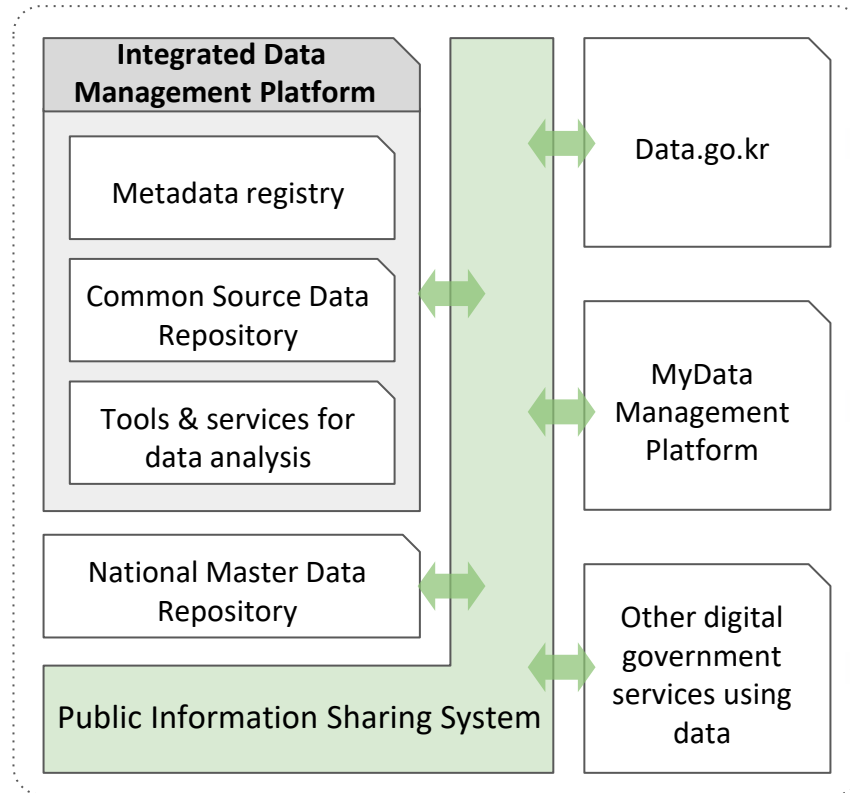 Integrated Data
Management Platform
Metadata registry
Common Source Data
Repository
Tools & services for
data analysis
National Master Data
Repository
Public Information Sharing System
Data.go.kr
MyData
Management
Platform
Other digital
government
services using
data